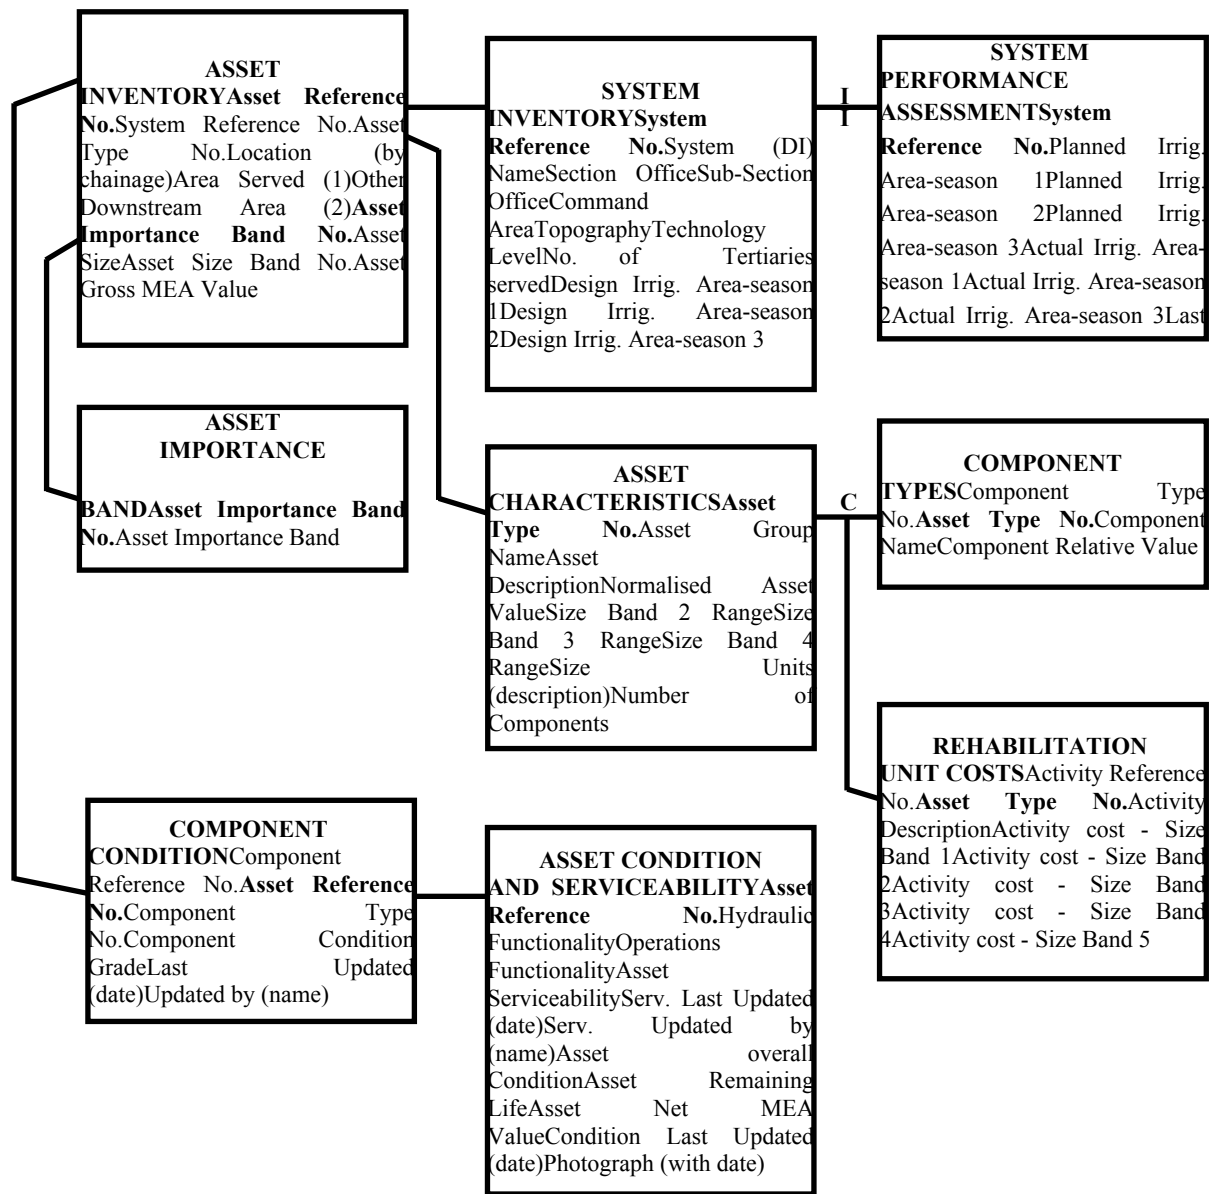 ASSET
INVENTORYAsset Reference
No.System Reference No.Asset
Type No.Location (by
chainage)Area Served (1)Other
Downstream Area (2)Asset
Importance Band No.Asset
SizeAsset Size Band No.Asset
Gross MEA Value
SYSTEM
INVENTORYSystem
Reference No.System (DI)
NameSection OfficeSub-Section
OfficeCommand
AreaTopographyTechnology
LevelNo. of Tertiaries
servedDesign Irrig. Area-season
1Design Irrig. Area-season
2Design Irrig. Area-season 3
I
I
SYSTEM
PERFORMANCE
ASSESSMENTSystem
Reference No.Planned Irrig.
Area-season 1Planned Irrig.
Area-season 2Planned Irrig.
Area-season 3Actual Irrig. Area-
season 1Actual Irrig. Area-season
2Actual Irrig. Area-season 3Last
ASSET
IMPORTANCE
BANDAsset Importance Band
No.Asset Importance Band
ASSET
CHARACTERISTICSAsset
Type No.Asset Group
NameAsset
DescriptionNormalised Asset
ValueSize Band 2 RangeSize
Band 3 RangeSize Band 4
RangeSize Units
(description)Number of
Components
C
COMPONENT
TYPESComponent Type
No.Asset Type No.Component
NameComponent Relative Value
REHABILITATION
UNIT COSTSActivity Reference
No.Asset Type No.Activity
DescriptionActivity cost - Size
Band 1Activity cost - Size Band
2Activity cost - Size Band
3Activity cost - Size Band
4Activity cost - Size Band 5
COMPONENT
CONDITIONComponent
Reference No.Asset Reference
No.Component Type
No.Component Condition
GradeLast Updated
(date)Updated by (name)
ASSET CONDITION
AND SERVICEABILITYAsset
Reference No.Hydraulic
FunctionalityOperations
FunctionalityAsset
ServiceabilityServ. Last Updated
(date)Serv. Updated by
(name)Asset overall
ConditionAsset Remaining
LifeAsset Net MEA
ValueCondition Last Updated
(date)Photograph (with date)